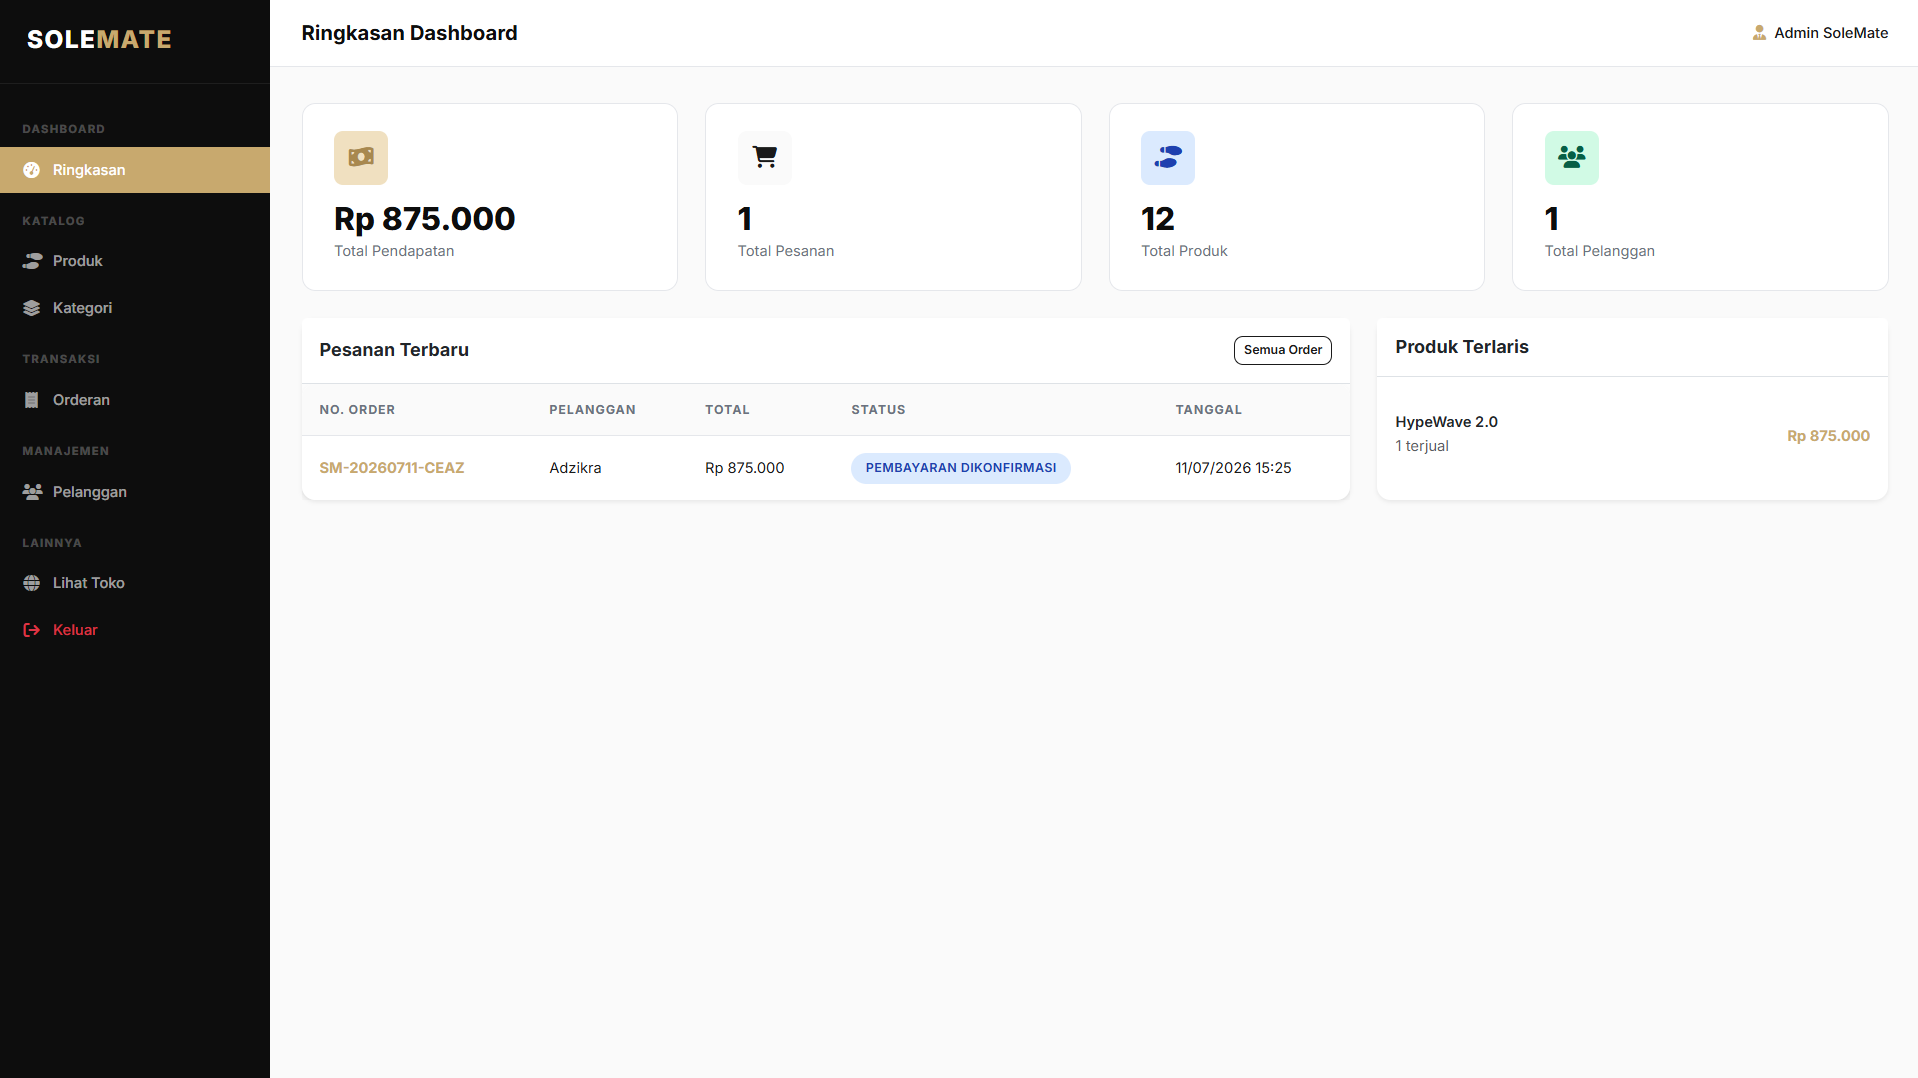 SOLEMATE
DASHBOARD
Ringkasan
KATALOG
Produk
Kategori
TRANSAKSI
Orderan
MANAJEMEN
Pelanggan
LAINNYA
Lihat Toko
Keluar
Ringkasan Dashboard
Admin SoleMate
Rp 875.000
Total Pendapatan
1
Total Pesanan
12
Total Produk
1
Total Pelanggan
Pesanan Terbaru
Semua Order
NO. ORDER PELANGGAN TOTAL STATUS TANGGAL
SM-20260711-CEAZ Adzikra Rp 875.000 PEMBAYARAN DIKONFIRMASI 11/07/2026 15:25
Produk Terlaris
HypeWave 2.0
1 terjual
Rp 875.000